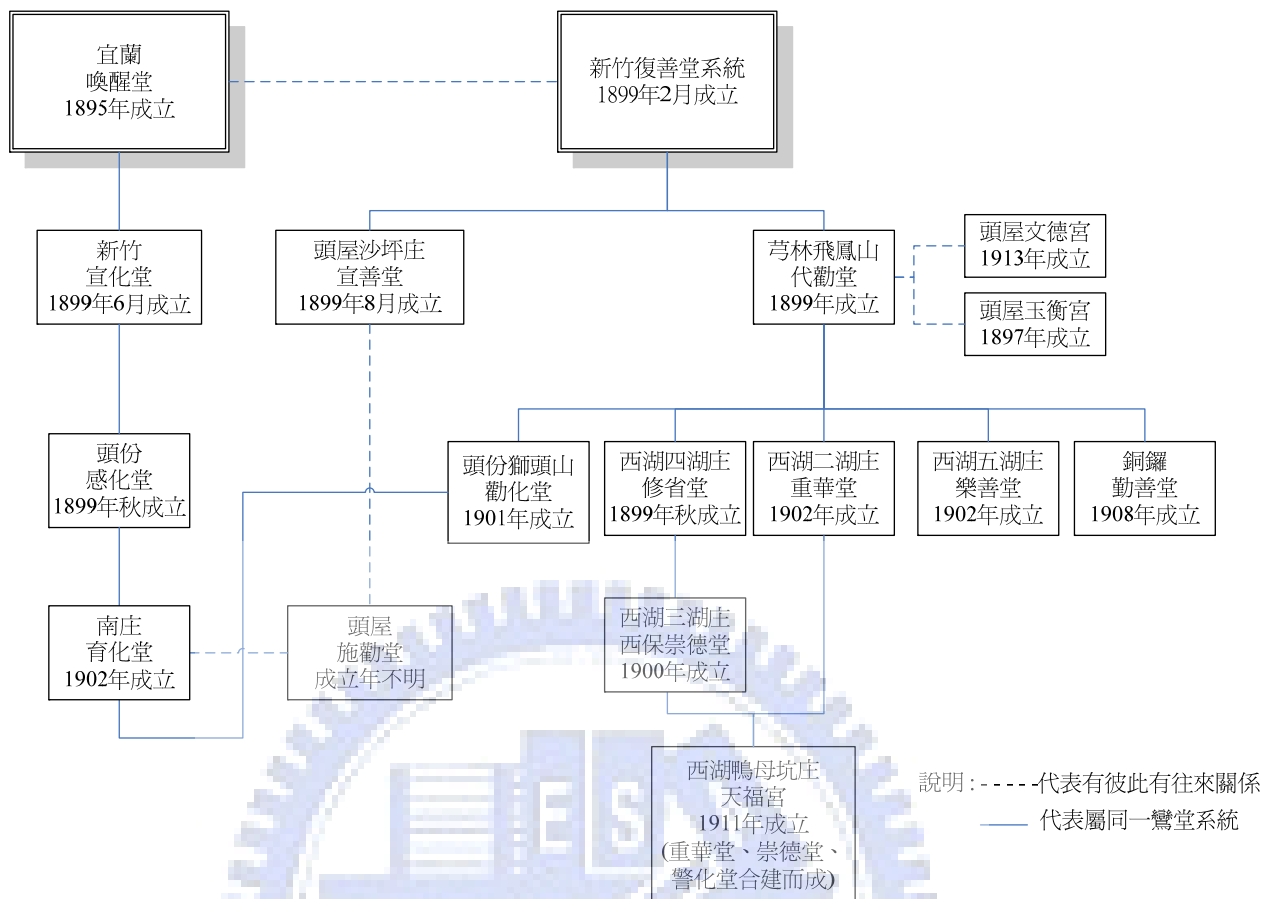 宜蘭
喚醒堂
1895年成立
新竹復善堂系統
1899年2月成立
新竹
宣化堂
1899年6月成立
頭屋沙坪庄
宣善堂
1899年8月成立
芎林飛鳳山
代勸堂
1899年成立
頭屋文德宮
1913年成立
頭屋玉衡宮
1897年成立
頭份
感化堂
1899年秋成立
頭份獅頭山
勸化堂
1901年成立
西湖四湖庄
修省堂
1899年秋成立
西湖二湖庄
重華堂
1902年成立
西湖五湖庄
樂善堂
1902年成立
銅鑼
勤善堂
1908年成立
南庄
育化堂
1902年成立
頭屋
施勸堂
成立年不明
西湖三湖庄
西保崇德堂
1900年成立
西湖鴨母坑庄
天福宮
1911年成立
(重華堂、崇德堂、
警化堂合建而成)
說明：-----代表有彼此有往來關係
代表屬同一鸞堂系統
ES